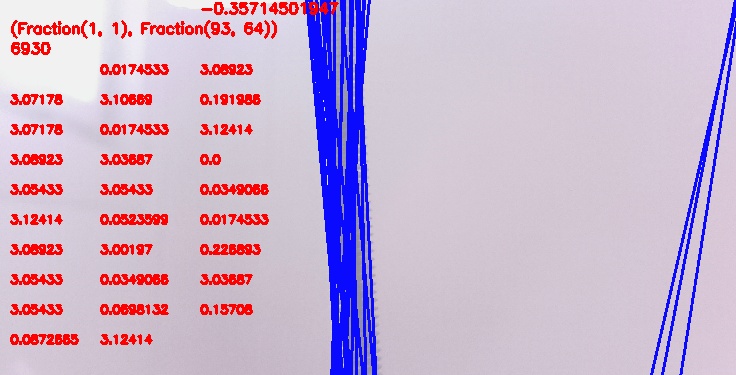 -0.35714501947
(Fraction(1, 1), Fraction(93, 64))
6930
0.0174533 3.08923
3.07178 3.10669 0.191986
3.07178 0.0174533 3.12414
3.08923 3.03687 0.0
3.05433 3.05433 0.0349066
3.12414 0.0523599 0.0174533
3.08923 3.00197 0.226893
3.05433 0.0349066 3.03687
3.05433 0.0698132 0.15708
0.0872665 3.12414